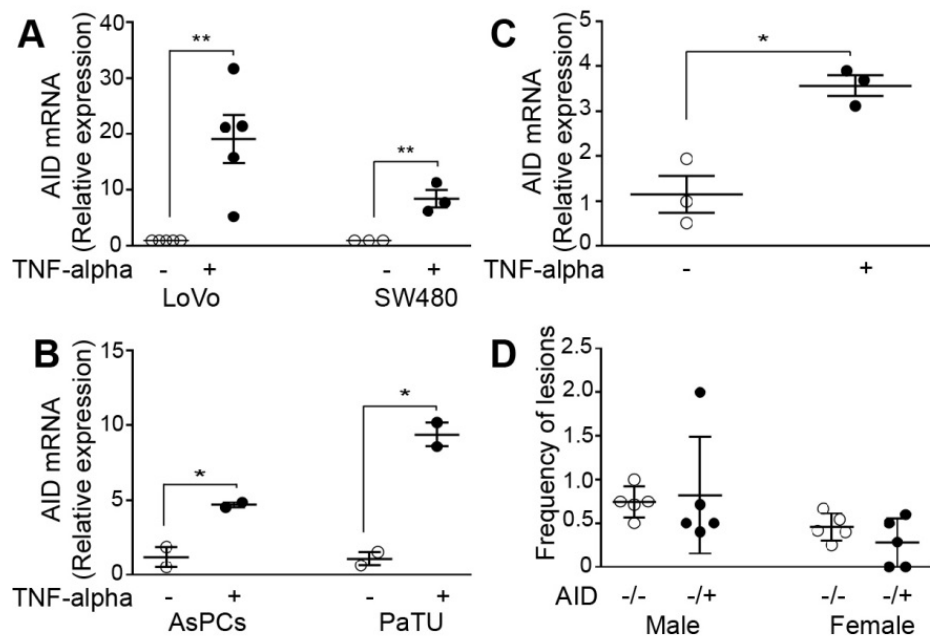 A
AID mRNA
(Relative expression)
40
30
20
10
0
**
**
TNF-alpha - + - +
LoVo SW480
C
AID mRNA
(Relative expression)
5
4
3
2
1
0
*
TNF-alpha - +
B
AID mRNA
(Relative expression)
15
10
5
0
*
*
TNF-alpha - + - +
AsPCs PaTU
D
Frequency of lesions
2.5
2.0
1.5
1.0
0.5
0
AID -/- -/+ -/- -/+
Male Female